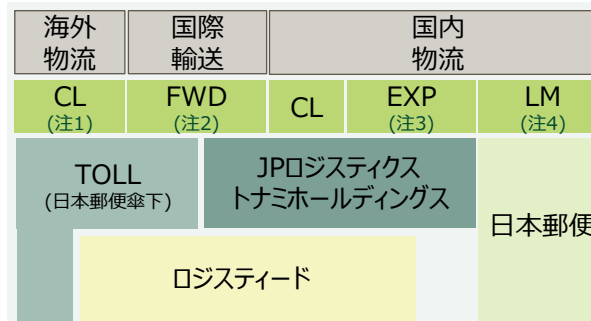 海外
物流
国際
輸送
国内
物流
CL
(注1)
FWD
(注2)
CL
EXP
(注3)
LM
(注4)
TOLL
(日本郵便傘下)
JPロジスティクス
トナミホールディングス
日本郵便
ロジスティード